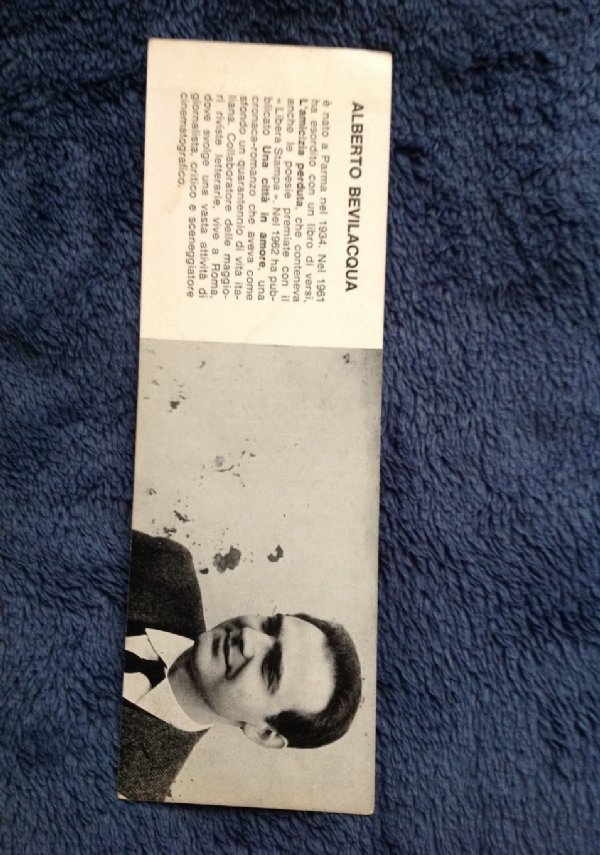 ALBERTO BEVILACQUA
è nato a Parma nel 1934. Nel 1961
ha esordito con un libro di versi,
L'amicizia perduta, che conteneva
anche le poesie premiate con il
« Libera Stampa ». Nel 1962 ha pub-
blicato Una città in amore, una
cronaca-romanzo che aveva come
sfondo un quarantennio di vita ita-
liana. Collaboratore delle maggio-
ri riviste letterarie, vive a Roma,
dove svolge una vasta attività di
giornalista, critico e sceneggiatore
cinematografico.